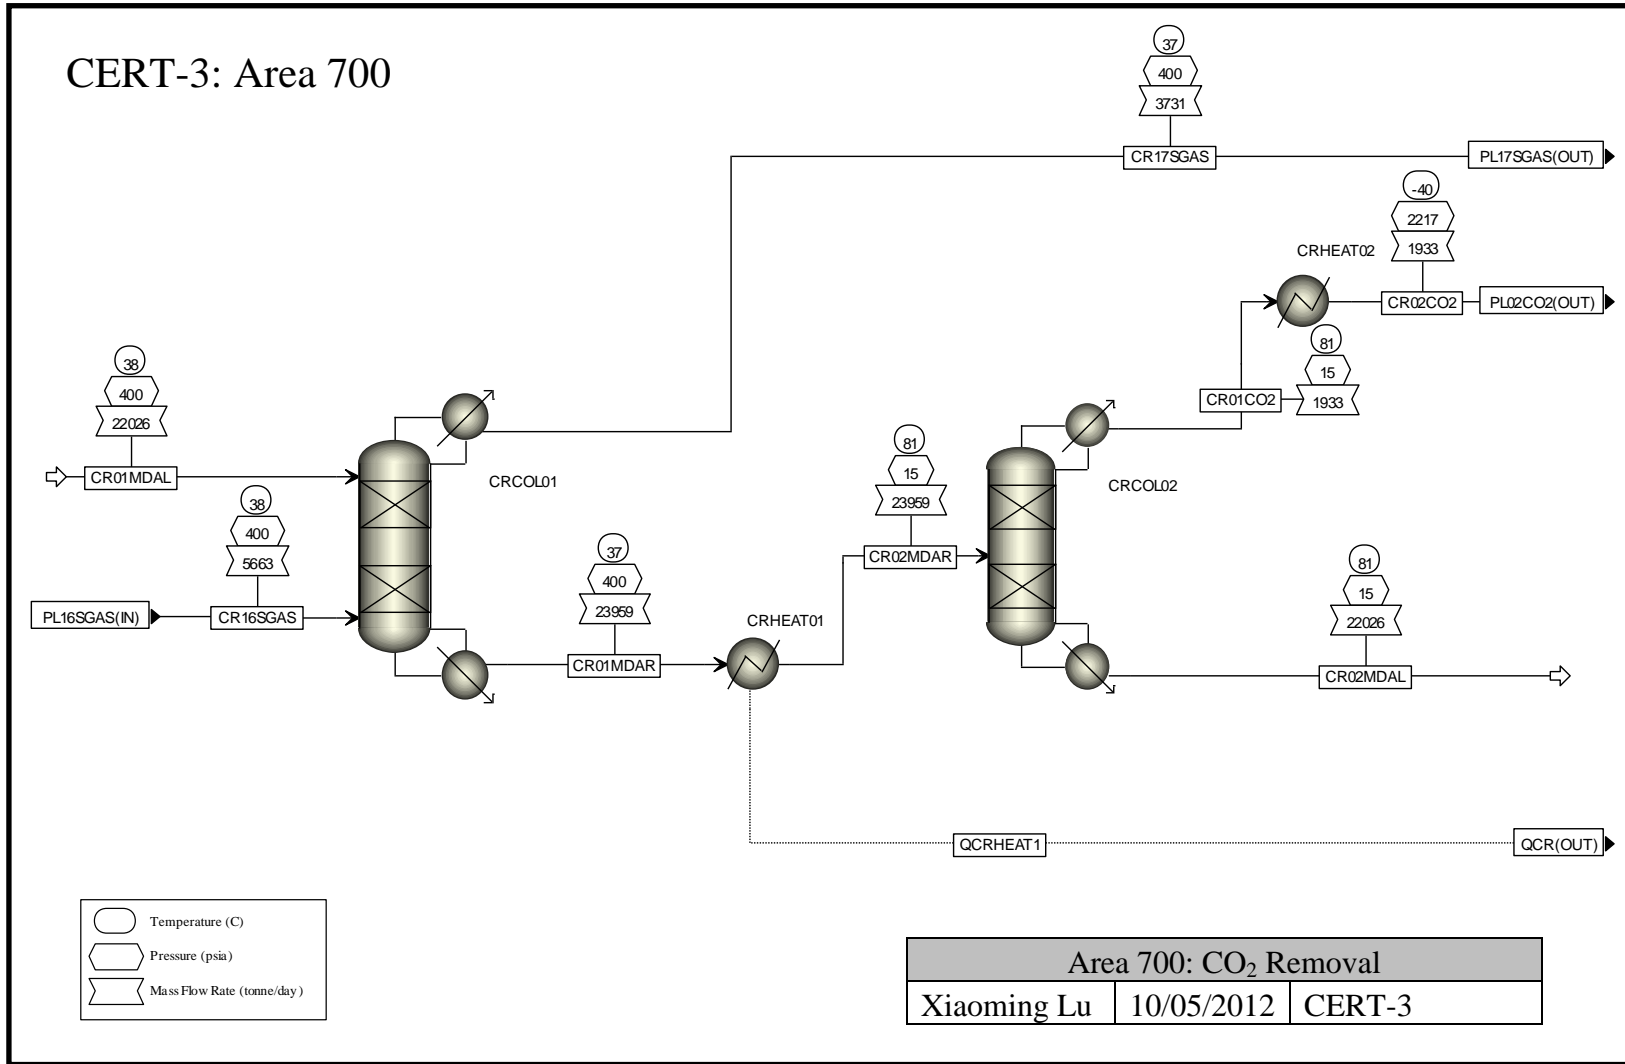 CERT-3: Area 700
37
400
3731
CR17SGAS
PL17SGAS(OUT)
-40
2217
1933
CRHEAT02
CR02CO2
PL02CO2(OUT)
81
15
1933
CR01CO2
38
400
22026
CR01MDAL
CRCOL01
38
400
5663
PL16SGAS(IN)
CR16SGAS
37
400
23959
CR01MDAR
CRHEAT01
81
15
23959
CR02MDAR
CRCOL02
81
15
22026
CR02MDAL
QCRHEAT1
QCR(OUT)
Temperature (C)
Pressure (psia)
Mass Flow Rate (tonne/day)
Area 700: CO₂ Removal
Xiaoming Lu 10/05/2012 CERT-3